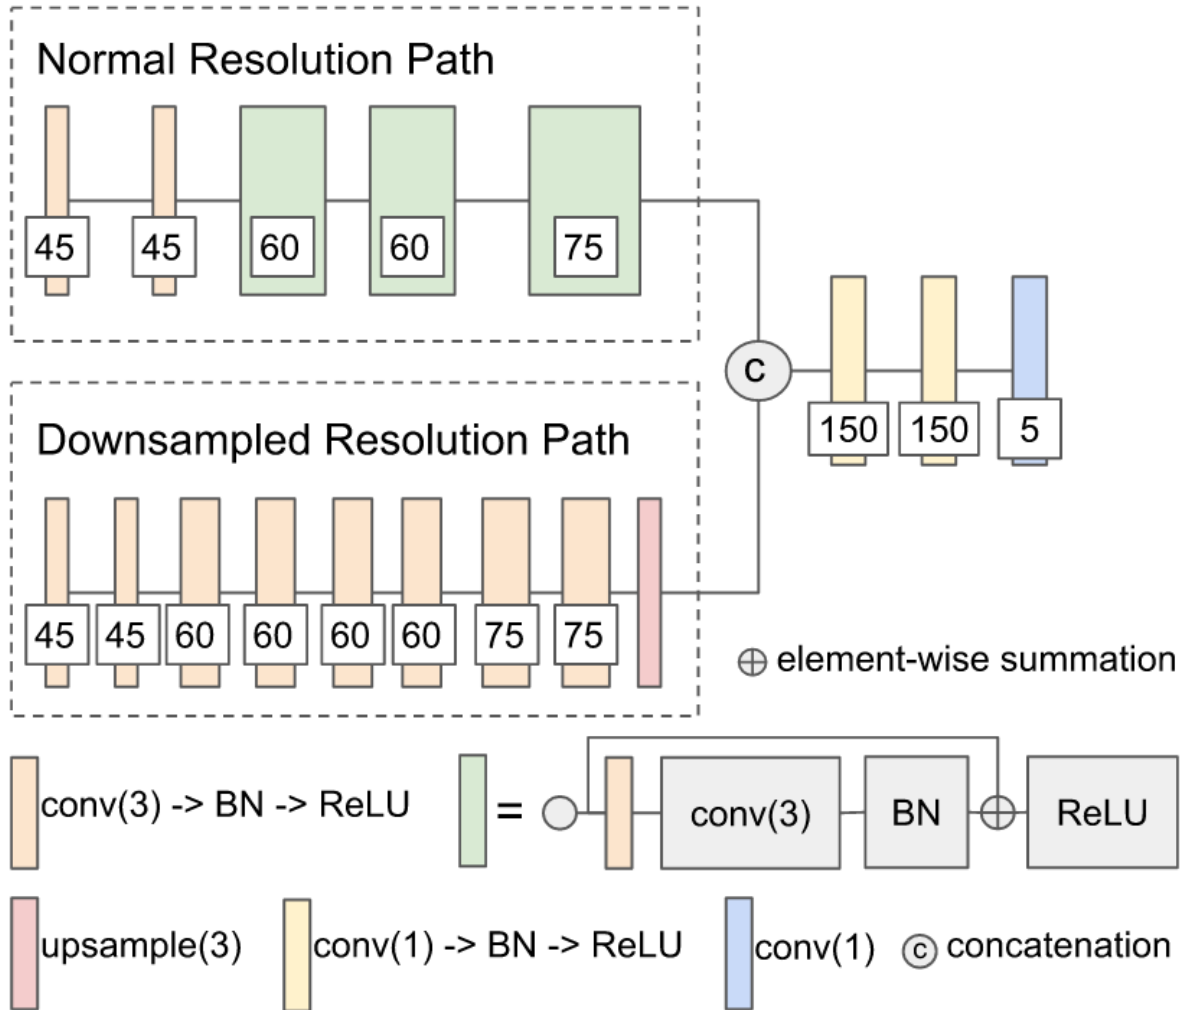 Normal Resolution Path
45 45 60 60 75
C
150 150 5
Downsampled Resolution Path
45 45 60 60 60 60 75 75
⊕ element-wise summation
conv(3) -> BN -> ReLU
= conv(3) BN ⊕ ReLU
upsample(3) conv(1) -> BN -> ReLU conv(1) c concatenation